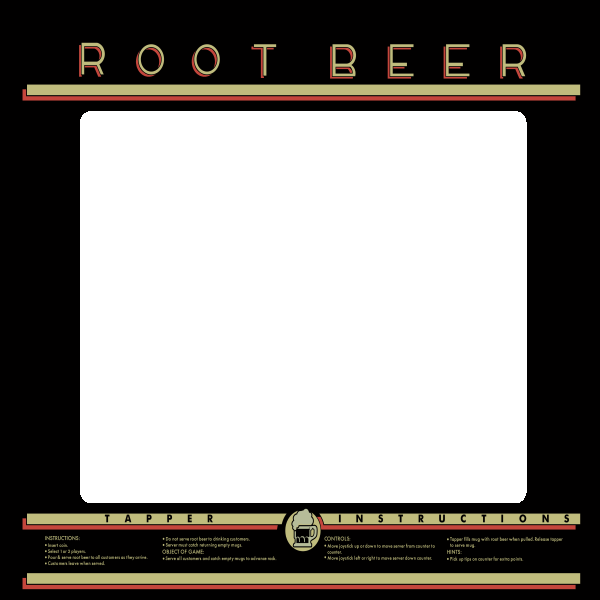 ROOT BEER
TAPPER INSTRUCTIONS
INSTRUCTIONS:
• Insert coin.
• Select 1 or 2 players.
• Pour & serve root beer to all customers as they arrive.
• Customers leave when served.
• Do not serve root beer to drinking customers.
• Server must catch returning empty mugs.
OBJECT OF GAME:
• Serve all customers and catch empty mugs to advance rack.
CONTROLS:
• Move joystick up or down to move server from counter to
counter.
• Move joystick left or right to move server down counter.
• Tapper fills mug with root beer when pulled. Release tapper
to serve mug.
HINTS:
• Pick up tips on counter for extra points.